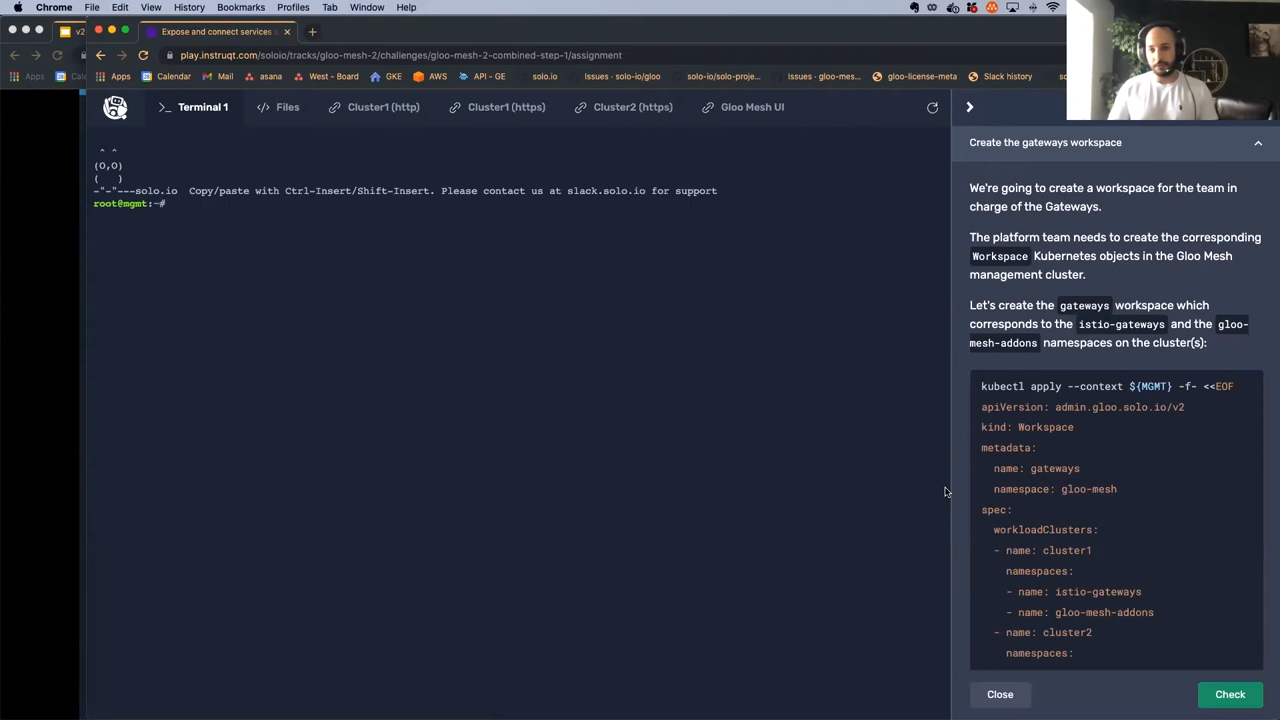 Chrome File Edit View History Bookmarks Profiles Tab Window Help
v2
Expose and connect services
play.instruqt.com/soloio/tracks/gloo-mesh-2/challenges/gloo-mesh-2-combined-step-1/assignment
Apps
Apps Calendar Mail asana West - Board GKE AWS API - GE solo.io Issues · solo-io/gloo solo-io/solo-proje... Issues · gloo-mes... gloo-license-meta Slack history
>_ Terminal 1 </> Files Cluster1 (http) Cluster1 (https) Cluster2 (https) Gloo Mesh UI
^ ^
(O,O)
( )
-"-"---solo.io Copy/paste with Ctrl-Insert/Shift-Insert. Please contact us at slack.solo.io for support
root@mgmt:~#
Create the gateways workspace
We're going to create a workspace for the team in
charge of the Gateways.
The platform team needs to create the corresponding
Workspace Kubernetes objects in the Gloo Mesh
management cluster.
Let's create the gateways workspace which
corresponds to the istio-gateways and the gloo-
mesh-addons namespaces on the cluster(s):
kubectl apply --context ${MGMT} -f- <<EOF
apiVersion: admin.gloo.solo.io/v2
kind: Workspace
metadata:
name: gateways
namespace: gloo-mesh
spec:
workloadClusters:
- name: cluster1
namespaces:
- name: istio-gateways
- name: gloo-mesh-addons
- name: cluster2
namespaces:
Close
Check